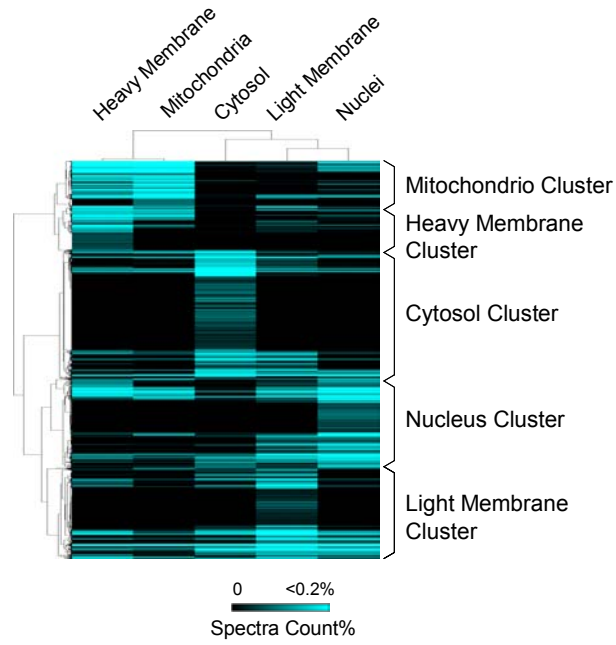 Heavy Membrane
Mitochondria
Cytosol
Light Membrane
Nuclei
Mitochondrio Cluster
Heavy Membrane
Cluster
Cytosol Cluster
Nucleus Cluster
Light Membrane
Cluster
0 <0.2%
Spectra Count%